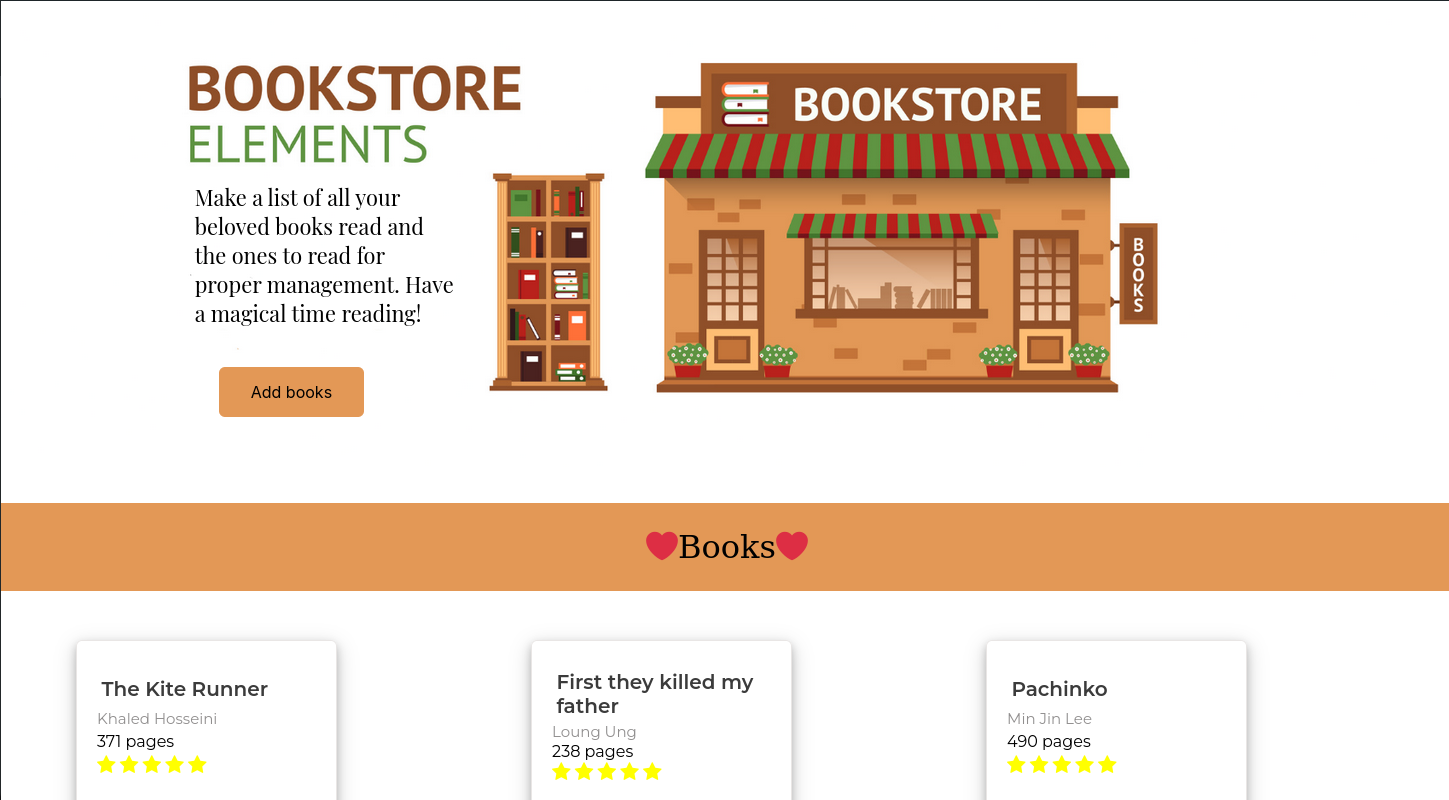 BOOKSTORE
ELEMENTS
Make a list of all your
beloved books read and
the ones to read for
proper management. Have
a magical time reading!
Add books
BOOKSTORE
BOOKS
❤Books❤
The Kite Runner
Khaled Hosseini
371 pages
First they killed my
father
Loung Ung
238 pages
Pachinko
Min Jin Lee
490 pages